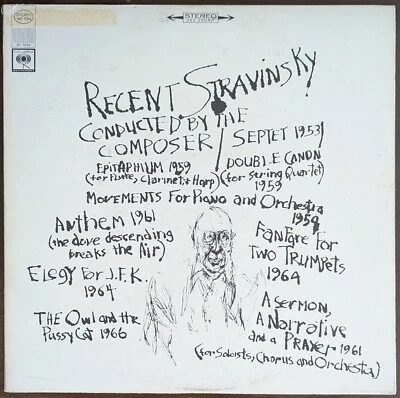 STEREO
RECENT STRAVINSKY
CONDUCTED BY THE
COMPOSER
SEPTET 1953
EPITAPHIUM 1959
(for Flute, Clarinet & Harp)
DOUBLE CANON
(for String Quartet)
1959
MOVEMENTS For Piano and Orchestra
1959
Anthem 1961
(the dove descending
breaks the Air)
FANFARE FOR
TWO TRUMPETS
1964
ELEGY For J.F.K.
1964
THE Owl and the
Pussy Cat 1966
A SERMON,
A NARRATIVE
and a PRAYER 1961
(for Soloists, Chorus and Orchestra)